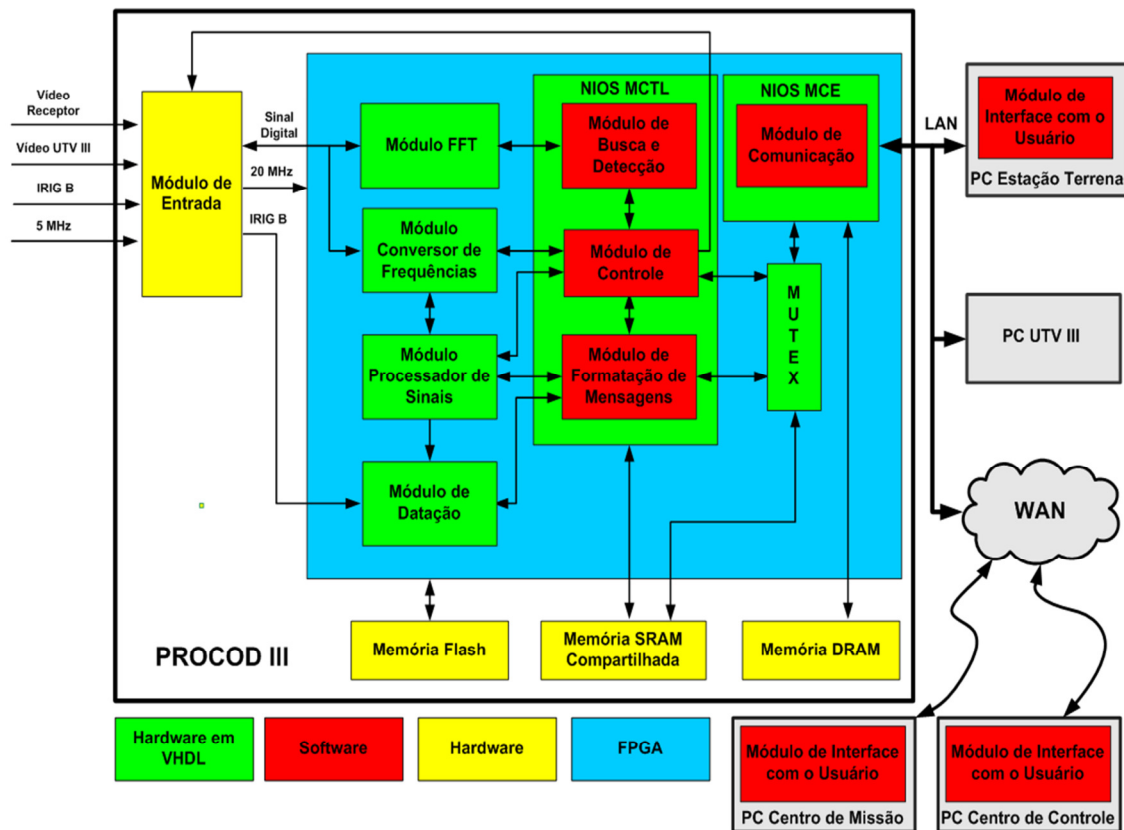 Vídeo
Receptor
Vídeo UTV III
IRIG B
5 MHz
Módulo de
Entrada
Sinal
Digital
20 MHz
IRIG B
Módulo FFT
Módulo
Conversor de
Frequências
Módulo
Processador de
Sinais
Módulo de
Datação
NIOS MCTL
Módulo de
Busca e
Detecção
Módulo de
Controle
Módulo de
Formatação de
Mensagens
NIOS MCE
Módulo de
Comunicação
M
U
T
E
X
LAN
Módulo de
Interface com o
Usuário
PC Estação Terrena
PC UTV III
WAN
PROCOD III
Memória Flash
Memória SRAM
Compartilhada
Memória DRAM
Hardware em
VHDL
Software
Hardware
FPGA
Módulo de Interface
com o Usuário
PC Centro de Missão
Módulo de Interface
com o Usuário
PC Centro de Controle